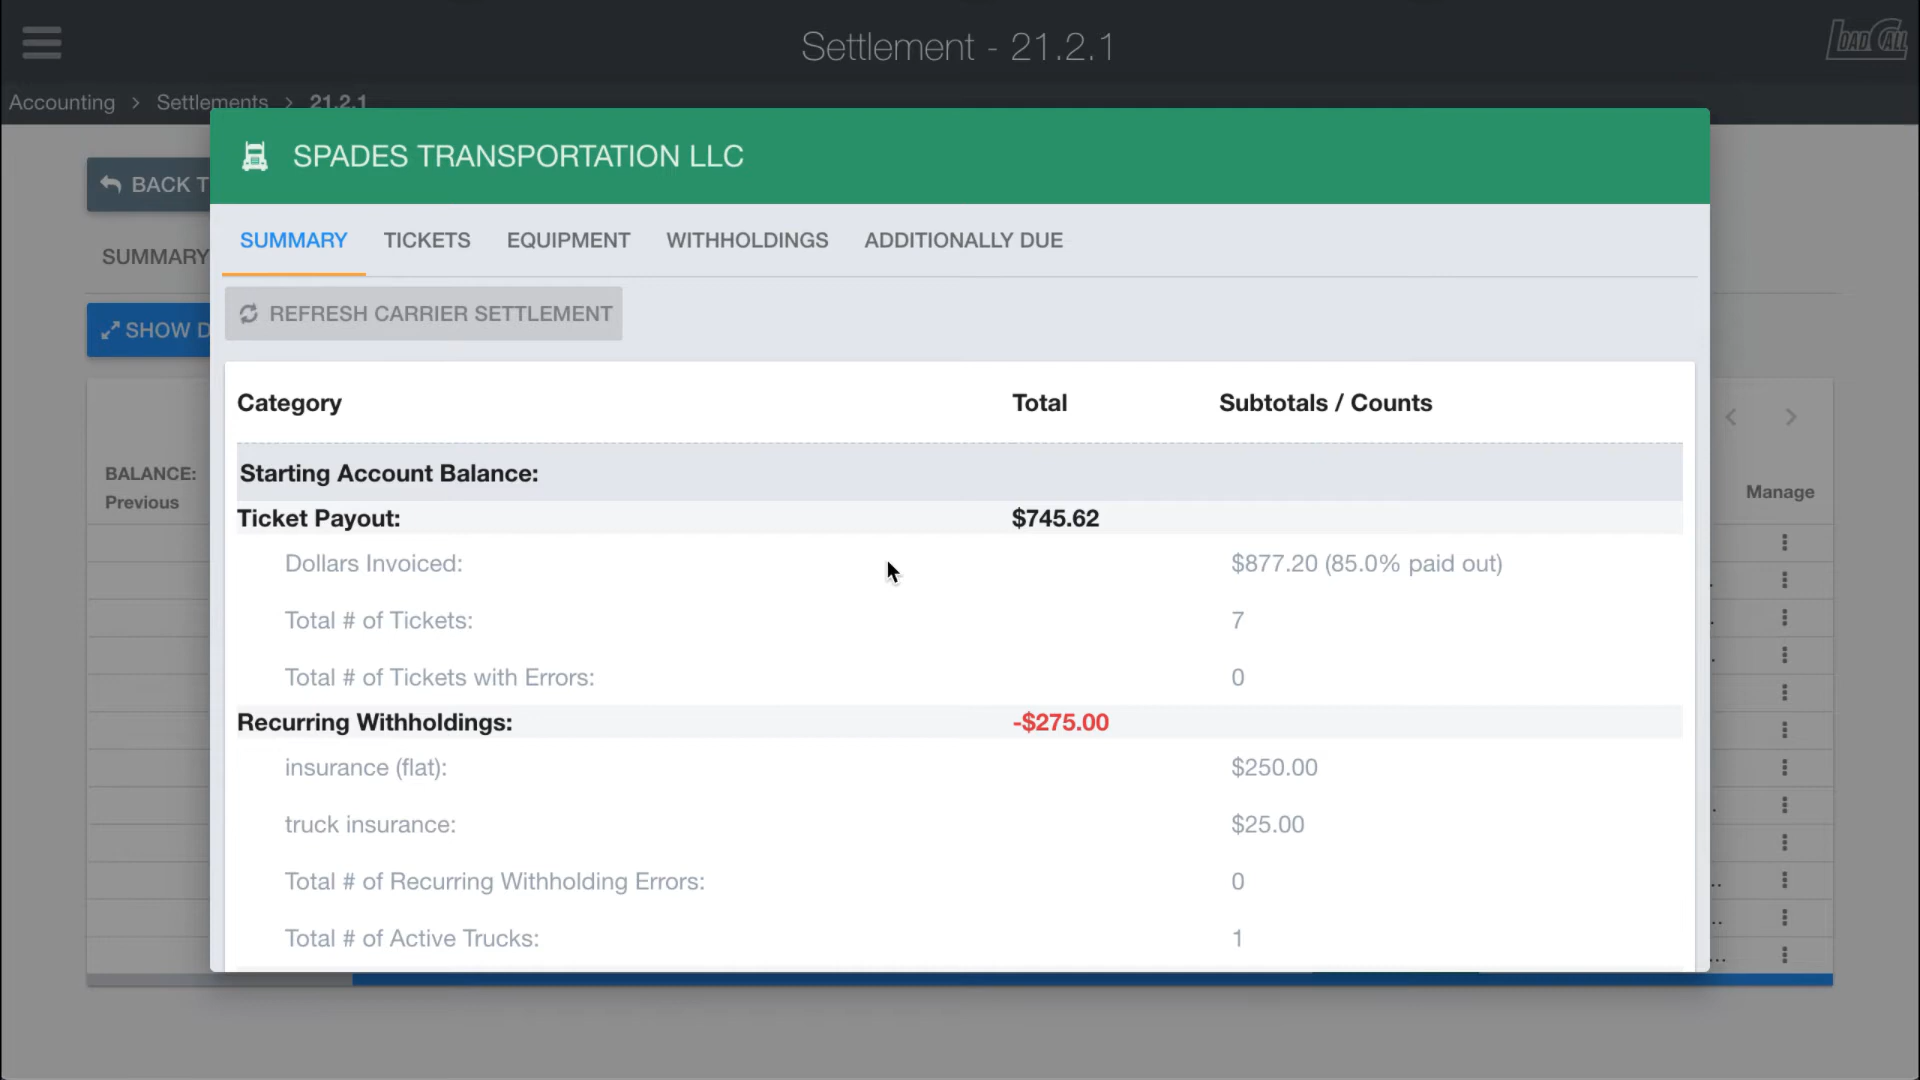 Settlement - 21.2.1
LOAD CALL
Accounting > Settlements > 21.2.1
SPADES TRANSPORTATION LLC
BACK T
SUMMARY TICKETS EQUIPMENT WITHHOLDINGS ADDITIONALLY DUE
SUMMARY
REFRESH CARRIER SETTLEMENT
SHOW D
Category Total Subtotals / Counts
BALANCE:
Previous
Manage
Starting Account Balance:
Ticket Payout: $745.62
Dollars Invoiced: $877.20 (85.0% paid out)
Total # of Tickets: 7
Total # of Tickets with Errors: 0
Recurring Withholdings: -$275.00
insurance (flat): $250.00
truck insurance: $25.00
Total # of Recurring Withholding Errors: 0
Total # of Active Trucks: 1